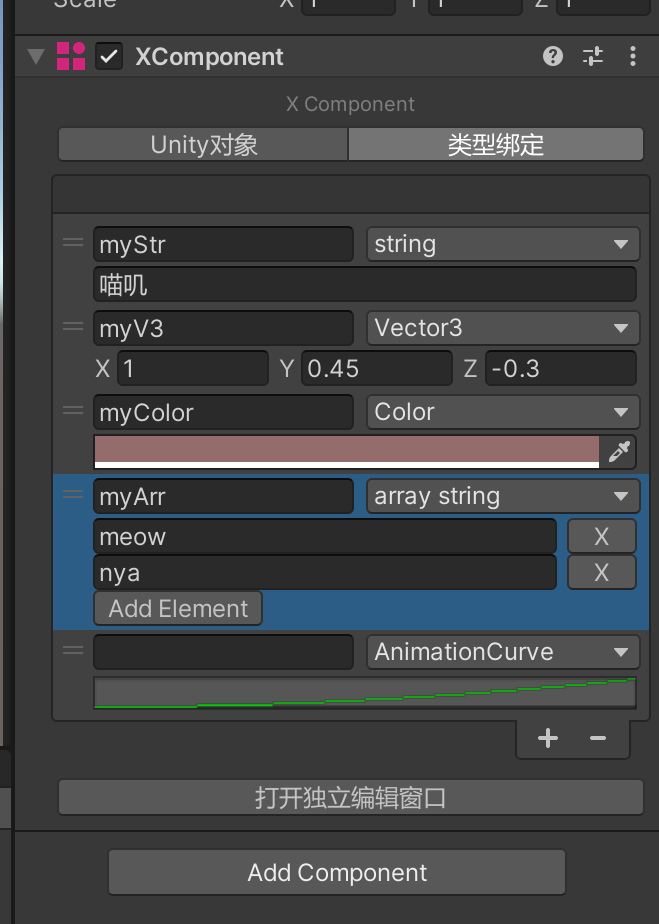 Scale X 1 Y 1 Z 1
XComponent
X Component
Unity对象 类型绑定
myStr string
喵叽
myV3 Vector3
X 1 Y 0.45 Z -0.3
myColor Color
myArr array string
meow X
nya X
Add Element
AnimationCurve
打开独立编辑窗口
Add Component